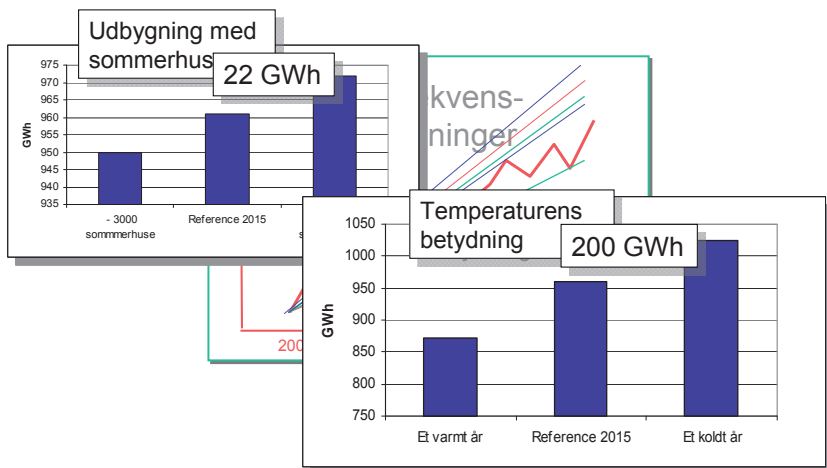 Udbygning med
sommerhus
22 GWh
975
970
965
960
955
950
945
940
935
GWh
- 3000
sommmerhuse
Reference 2015
ekvens-
ninger
200
Temperaturens
betydning
200 GWh
1050
1000
950
900
850
800
750
GWh
Et varmt år
Reference 2015
Et koldt år